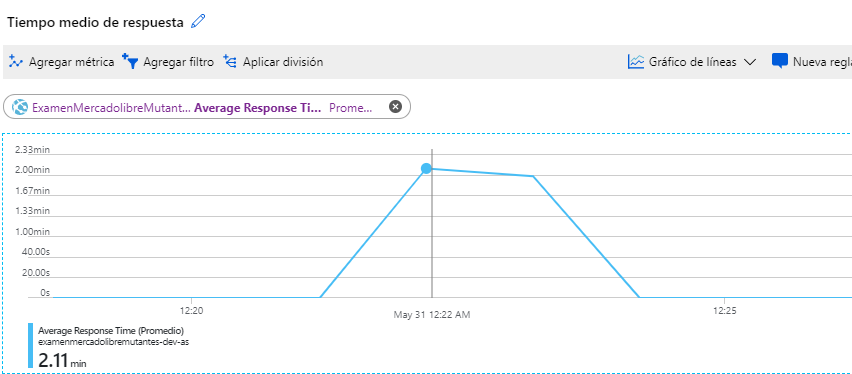 Tiempo medio de respuesta
Agregar métrica Agregar filtro Aplicar división Gráfico de líneas Nueva regla
ExamenMercadolibreMutant... Average Response Ti... Prome...
2.33min
2.00min
1.67min
1.33min
1.00min
40.00s
20.00s
0s
12:20 May 31 12:22 AM 12:25
Average Response Time (Promedio)
examenmercadolibremutantes-dev-as
2.11 min